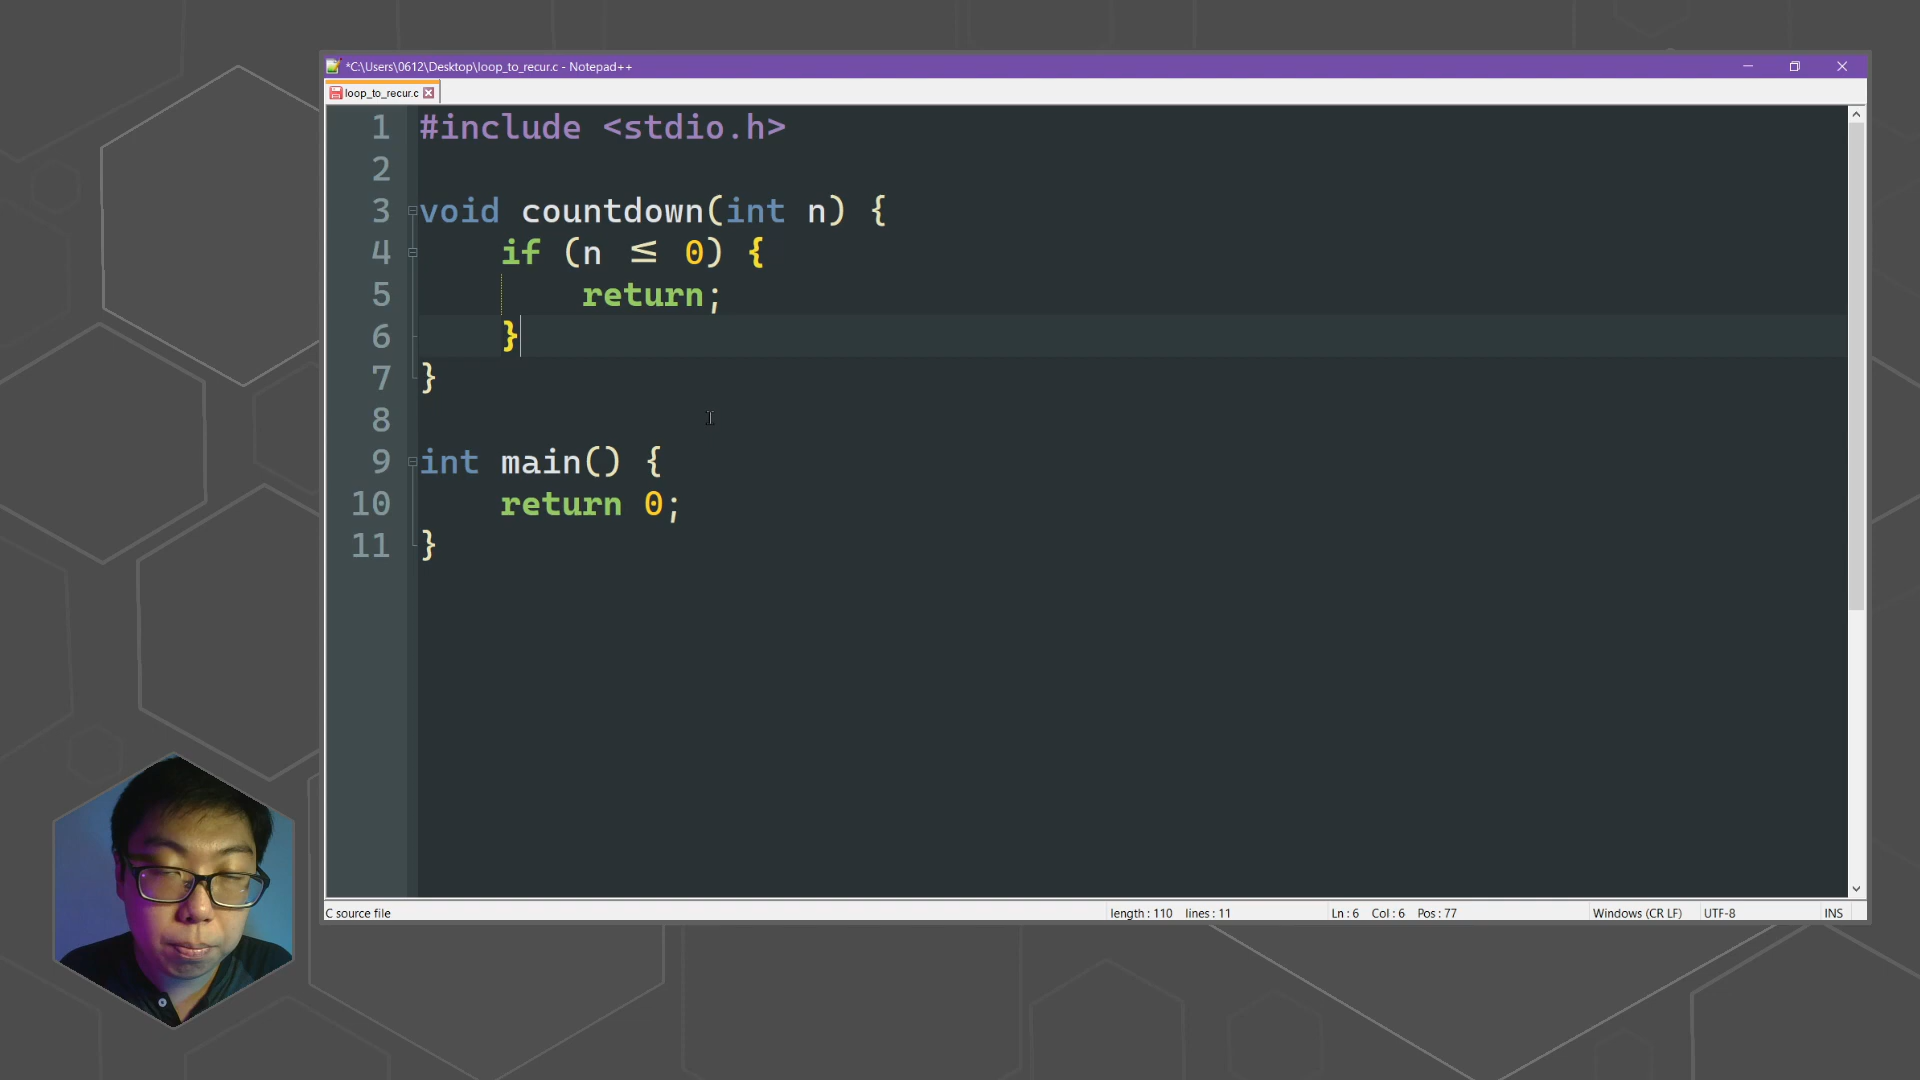 *C:\Users\0612\Desktop\loop_to_recur.c - Notepad++
loop_to_recur.c
1 #include <stdio.h>
2
3 void countdown(int n) {
4 if (n ≤ 0) {
5 return;
6 }
7 }
8
9 int main() {
10 return 0;
11 }
C source file length : 110 lines : 11 Ln : 6 Col : 6 Pos : 77 Windows (CR LF) UTF-8 INS